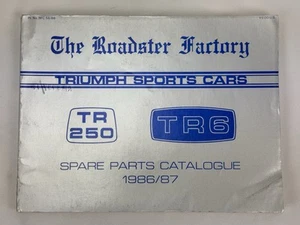 The Roadster Factory
TRIUMPH SPORTS CARS
TR
250
TR6
SPARE PARTS CATALOGUE
1986/87